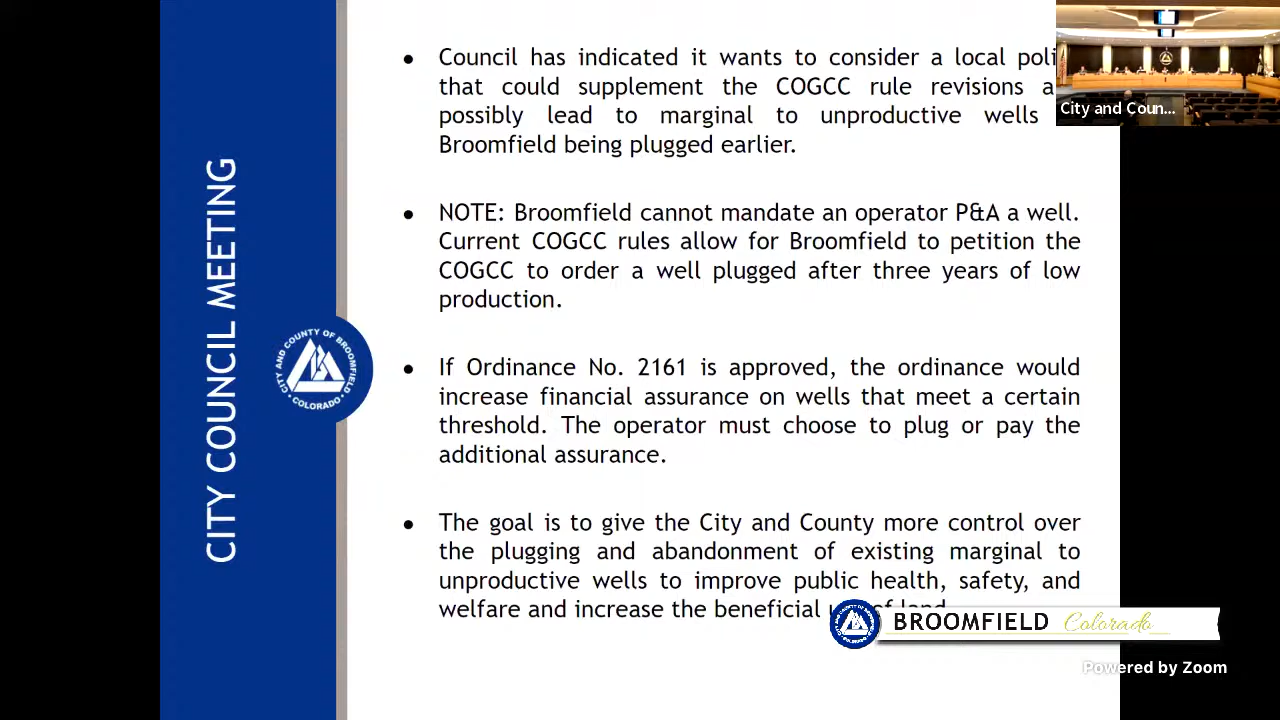 Council has indicated it wants to consider a local poli
that could supplement the COGCC rule revisions a
possibly lead to marginal to unproductive wells
Broomfield being plugged earlier.
NOTE: Broomfield cannot mandate an operator P&A a well.
Current COGCC rules allow for Broomfield to petition the
COGCC to order a well plugged after three years of low
production.
If Ordinance No. 2161 is approved, the ordinance would
increase financial assurance on wells that meet a certain
threshold. The operator must choose to plug or pay the
additional assurance.
The goal is to give the City and County more control over
the plugging and abandonment of existing marginal to
unproductive wells to improve public health, safety, and
welfare and increase the beneficial
CITY COUNCIL MEETING
CITY AND COUNTY OF BROOMFIELD
• COLORADO •
City and Coun...
BROOMFIELD Colorado
Powered by Zoom